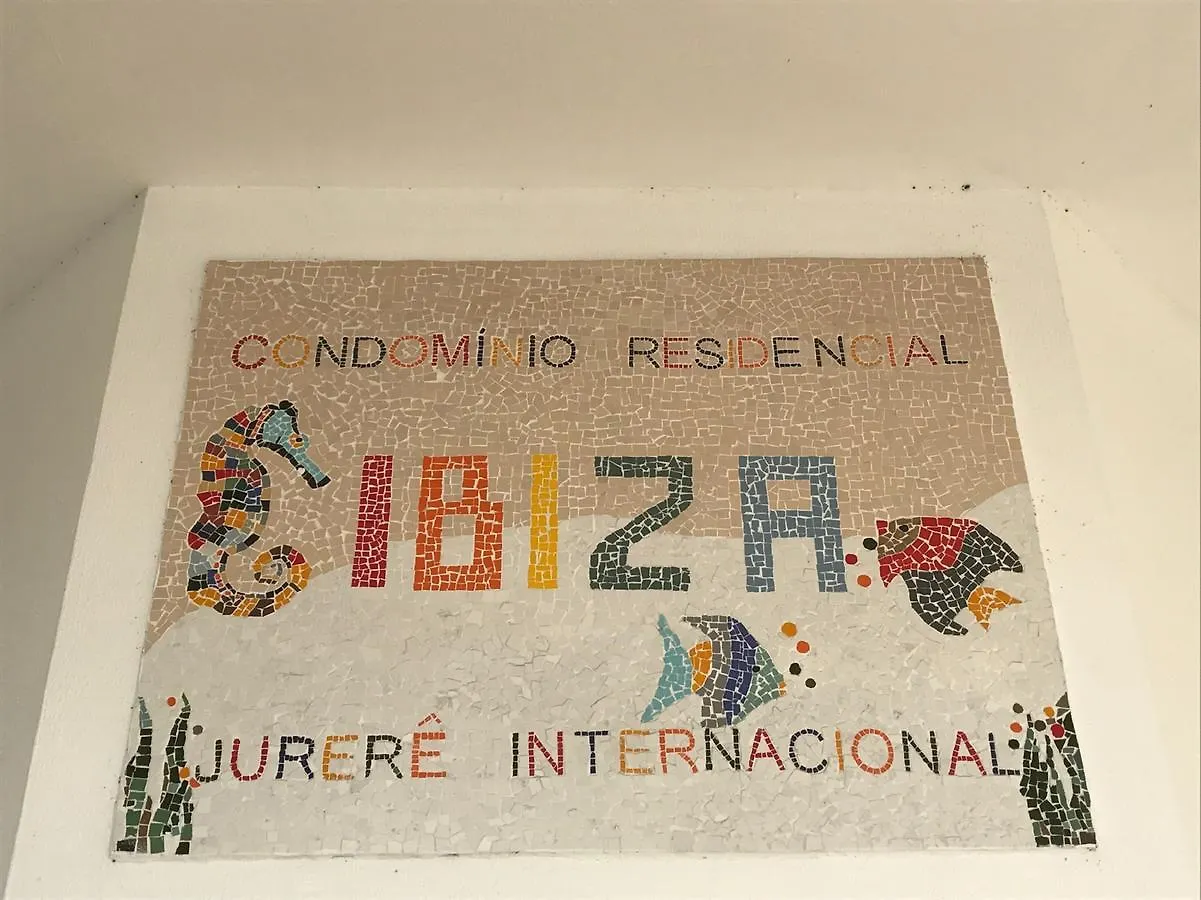 CONDOMÍNIO RESIDENCIAL
IBIZA
JURERÊ INTERNACIONAL